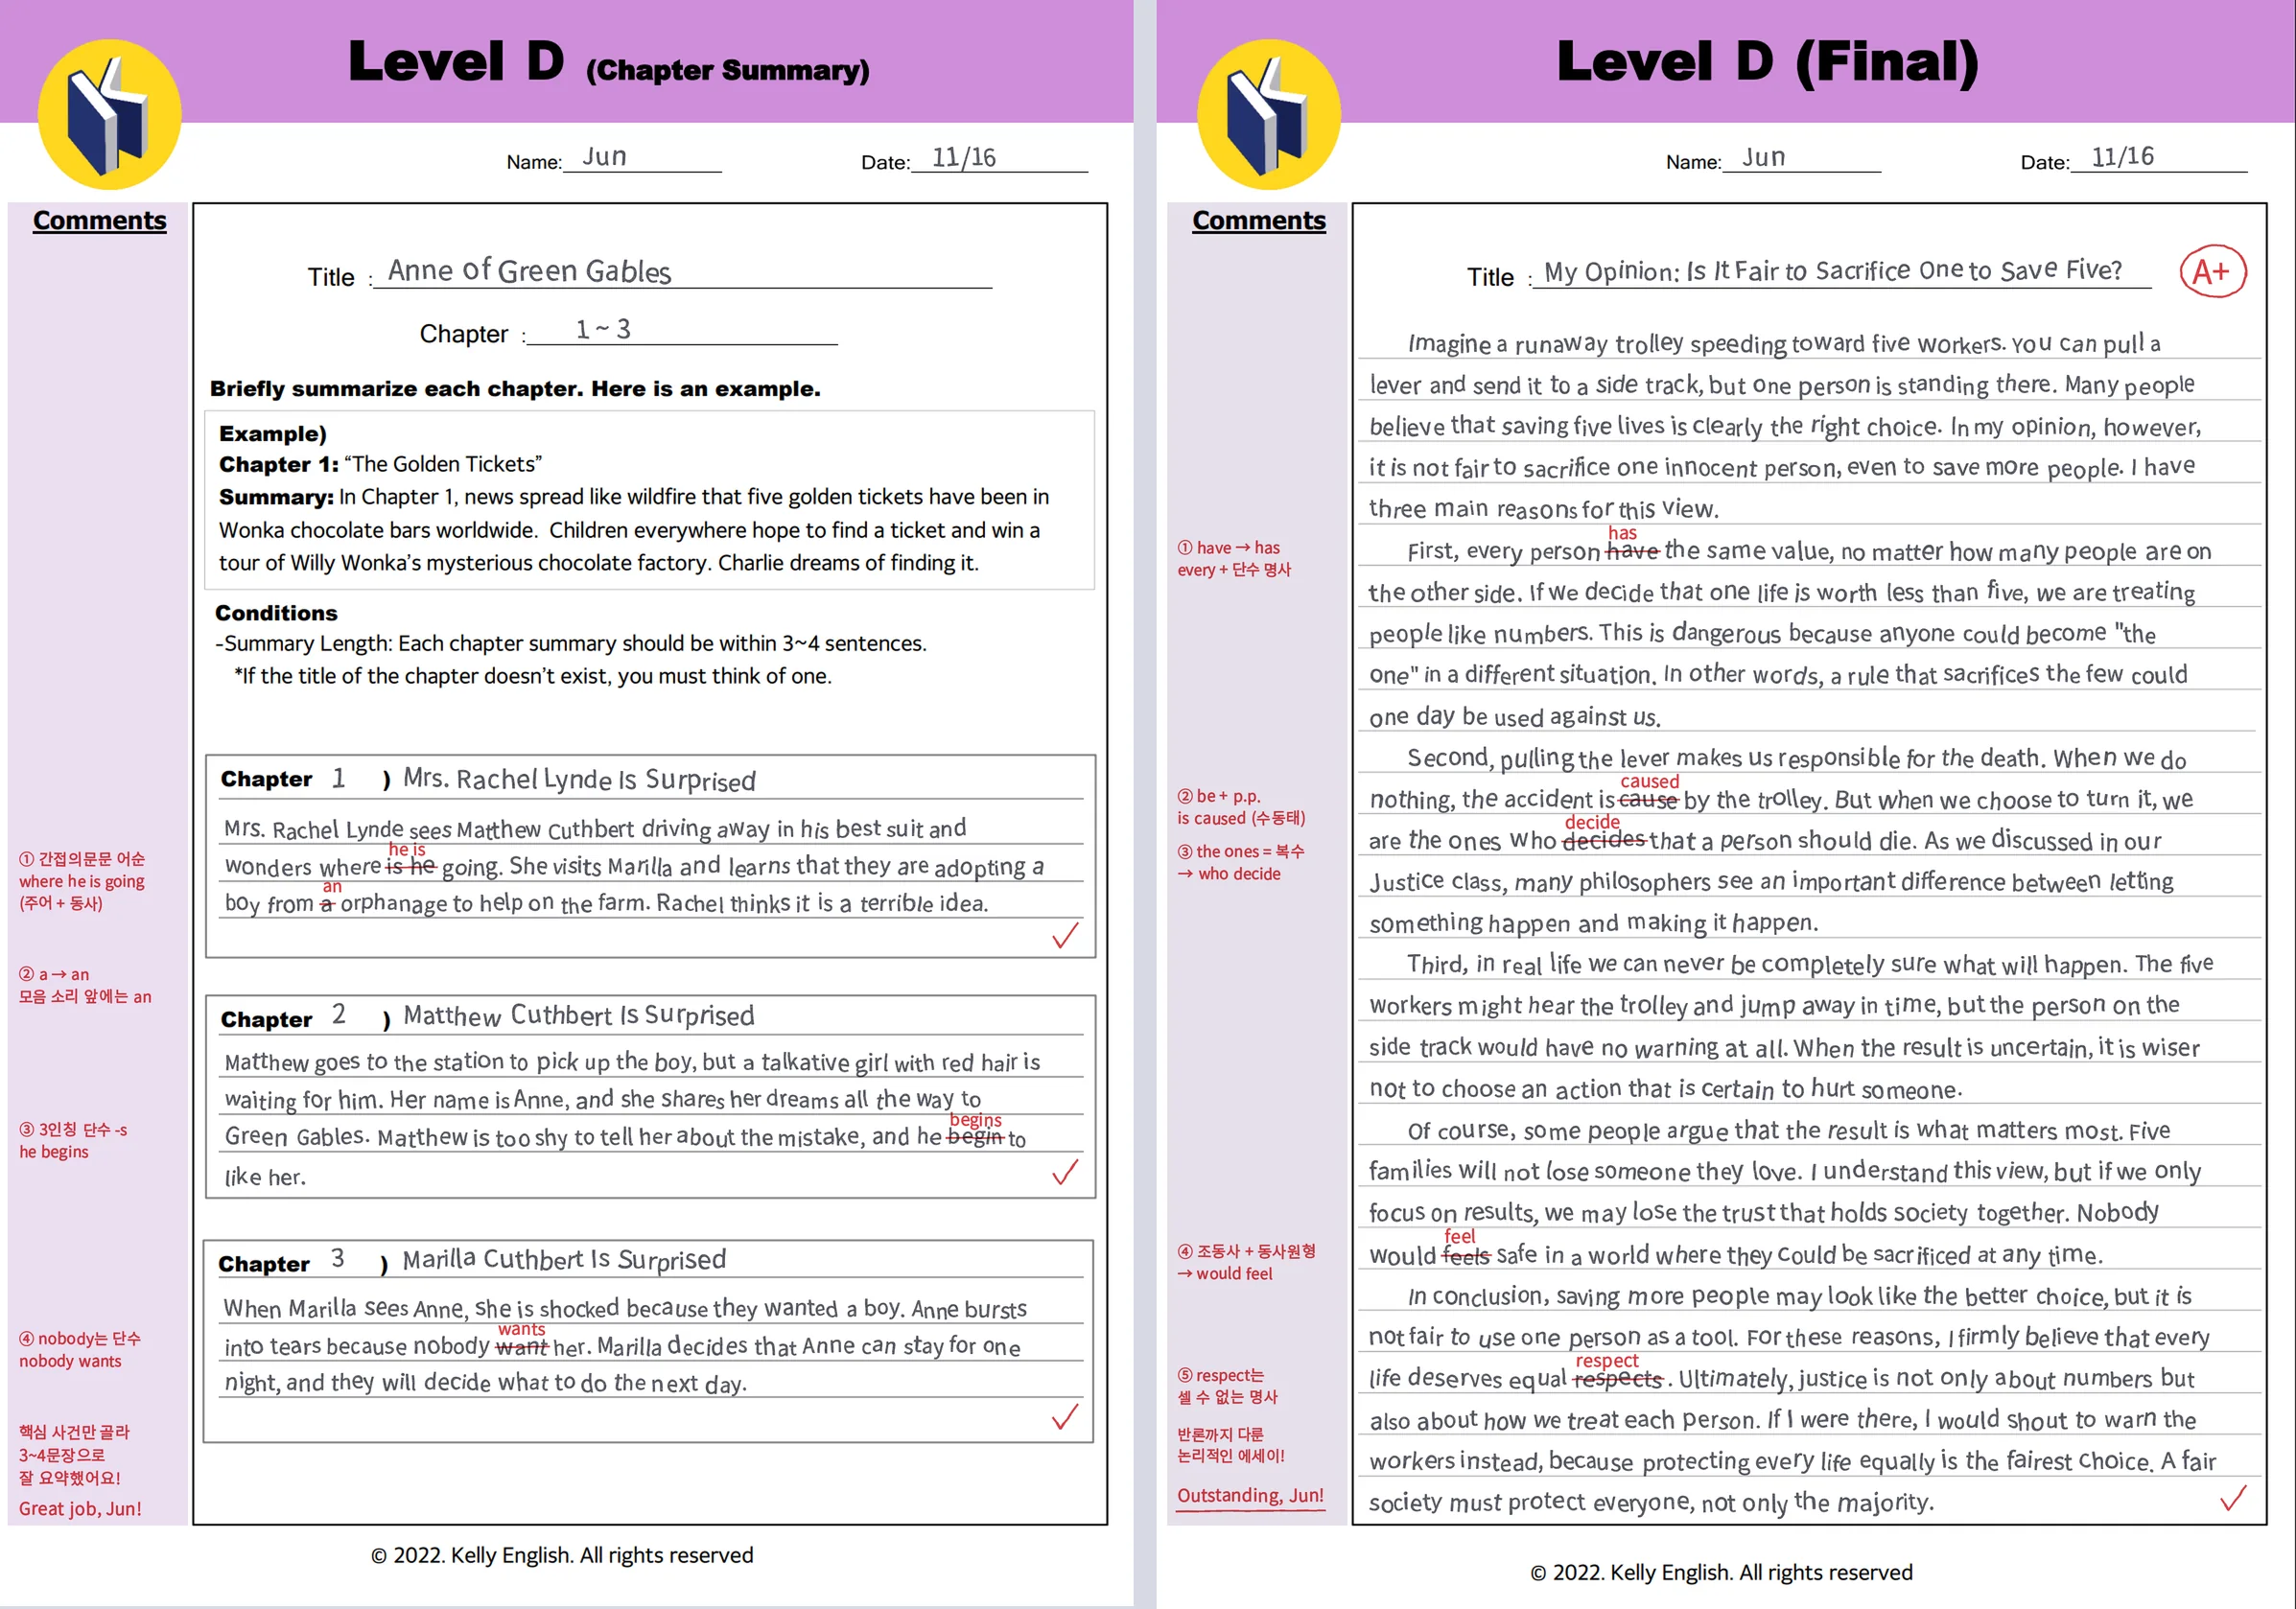 Level D (Chapter Summary)
Name: Jun Date: 11/16
Comments
Title : Anne of Green Gables
Chapter : 1 ~ 3
Briefly summarize each chapter. Here is an example.
Example)
Chapter 1: “The Golden Tickets”
Summary: In Chapter 1, news spread like wildfire that five golden tickets have been in
Wonka chocolate bars worldwide. Children everywhere hope to find a ticket and win a
tour of Willy Wonka’s mysterious chocolate factory. Charlie dreams of finding it.
Conditions
-Summary Length: Each chapter summary should be within 3~4 sentences.
*If the title of the chapter doesn’t exist, you must think of one.
Chapter 1 ) Mrs. Rachel Lynde Is Surprised
Mrs. Rachel Lynde sees Matthew Cuthbert driving away in his best suit and
he is
wonders where is he going. She visits Marilla and learns that they are adopting a
an
boy from a orphanage to help on the farm. Rachel thinks it is a terrible idea.
① 간접의문문 어순
where he is going
(주어 + 동사)
② a → an
모음 소리 앞에는 an
Chapter 2 ) Matthew Cuthbert Is Surprised
Matthew goes to the station to pick up the boy, but a talkative girl with red hair is
waiting for him. Her name is Anne, and she shares her dreams all the way to
begins
Green Gables. Matthew is too shy to tell her about the mistake, and he begin to
like her.
③ 3인칭 단수 -s
he begins
Chapter 3 ) Marilla Cuthbert Is Surprised
When Marilla sees Anne, she is shocked because they wanted a boy. Anne bursts
wants
into tears because nobody want her. Marilla decides that Anne can stay for one
night, and they will decide what to do the next day.
④ nobody는 단수
nobody wants
핵심 사건만 골라
3~4문장으로
잘 요약했어요!
Great job, Jun!
© 2022. Kelly English. All rights reserved
Level D (Final)
Name: Jun Date: 11/16
Comments
Title : My Opinion: Is It Fair to Sacrifice One to Save Five?
A+
Imagine a runaway trolley speeding toward five workers. You can pull a
lever and send it to a side track, but one person is standing there. Many people
believe that saving five lives is clearly the right choice. In my opinion, however,
it is not fair to sacrifice one innocent person, even to save more people. I have
three main reasons for this view.
has
First, every person have the same value, no matter how many people are on
the other side. If we decide that one life is worth less than five, we are treating
people like numbers. This is dangerous because anyone could become "the
one" in a different situation. In other words, a rule that sacrifices the few could
one day be used against us.
① have → has
every + 단수 명사
Second, pulling the lever makes us responsible for the death. When we do
caused
nothing, the accident is cause by the trolley. But when we choose to turn it, we
decide
are the ones who decides that a person should die. As we discussed in our
Justice class, many philosophers see an important difference between letting
something happen and making it happen.
② be + p.p.
is caused (수동태)
③ the ones = 복수
→ who decide
Third, in real life we can never be completely sure what will happen. The five
workers might hear the trolley and jump away in time, but the person on the
side track would have no warning at all. When the result is uncertain, it is wiser
not to choose an action that is certain to hurt someone.
Of course, some people argue that the result is what matters most. Five
families will not lose someone they love. I understand this view, but if we only
focus on results, we may lose the trust that holds society together. Nobody
feel
would feels safe in a world where they could be sacrificed at any time.
④ 조동사 + 동사원형
→ would feel
In conclusion, saving more people may look like the better choice, but it is
not fair to use one person as a tool. For these reasons, I firmly believe that every
respect
life deserves equal respects. Ultimately, justice is not only about numbers but
also about how we treat each person. If I were there, I would shout to warn the
workers instead, because protecting every life equally is the fairest choice. A fair
society must protect everyone, not only the majority.
⑤ respect는
셀 수 없는 명사
반론까지 다룬
논리적인 에세이!
Outstanding, Jun!
© 2022. Kelly English. All rights reserved